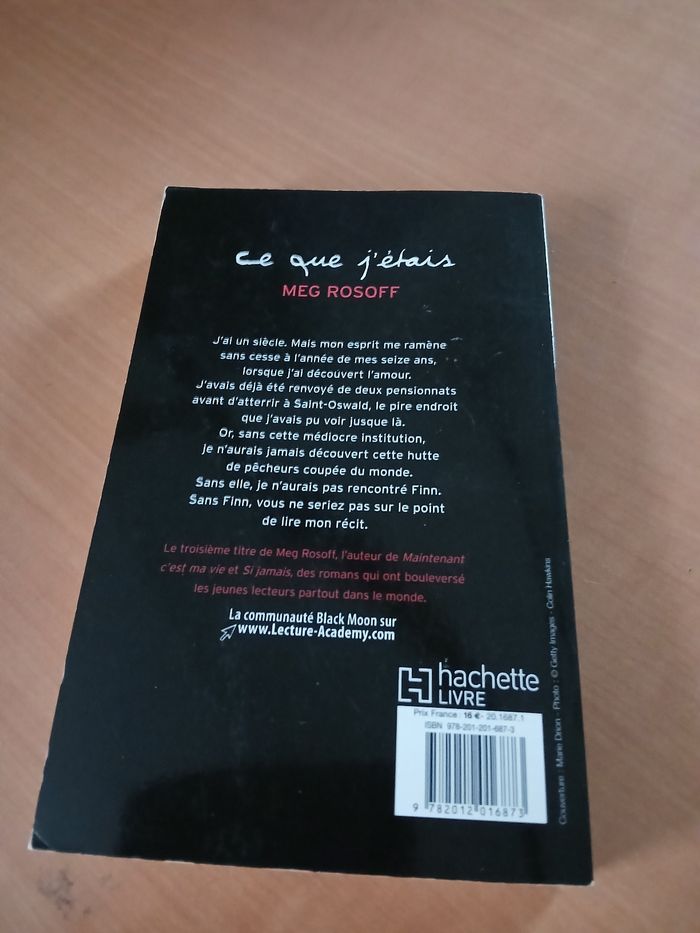 ce que j'étais
MEG ROSOFF
J'ai un siècle. Mais mon esprit me ramène
sans cesse à l'année de mes seize ans,
lorsque j'ai découvert l'amour.
J'avais déjà été renvoyé de deux pensionnats
avant d'atterrir à Saint-Oswald, le pire endroit
que j'avais pu voir jusque là.
Or, sans cette médiocre institution,
je n'aurais jamais découvert cette hutte
de pêcheurs coupée du monde.
Sans elle, je n'aurais pas rencontré Finn.
Sans Finn, vous ne seriez pas sur le point
de lire mon récit.
Le troisième titre de Meg Rosoff, l'auteur de Maintenant
c'est ma vie et Si jamais, des romans qui ont bouleversé
les jeunes lecteurs partout dans le monde.
La communauté Black Moon sur
www.Lecture-Academy.com
hachette
LIVRE
Prix France : 16 € - 20.1687.1
ISBN 978-201-201-687-3
9 782012 016873
Couverture : Marie Drion - Photo : © Getty Images - Colin Hawkins